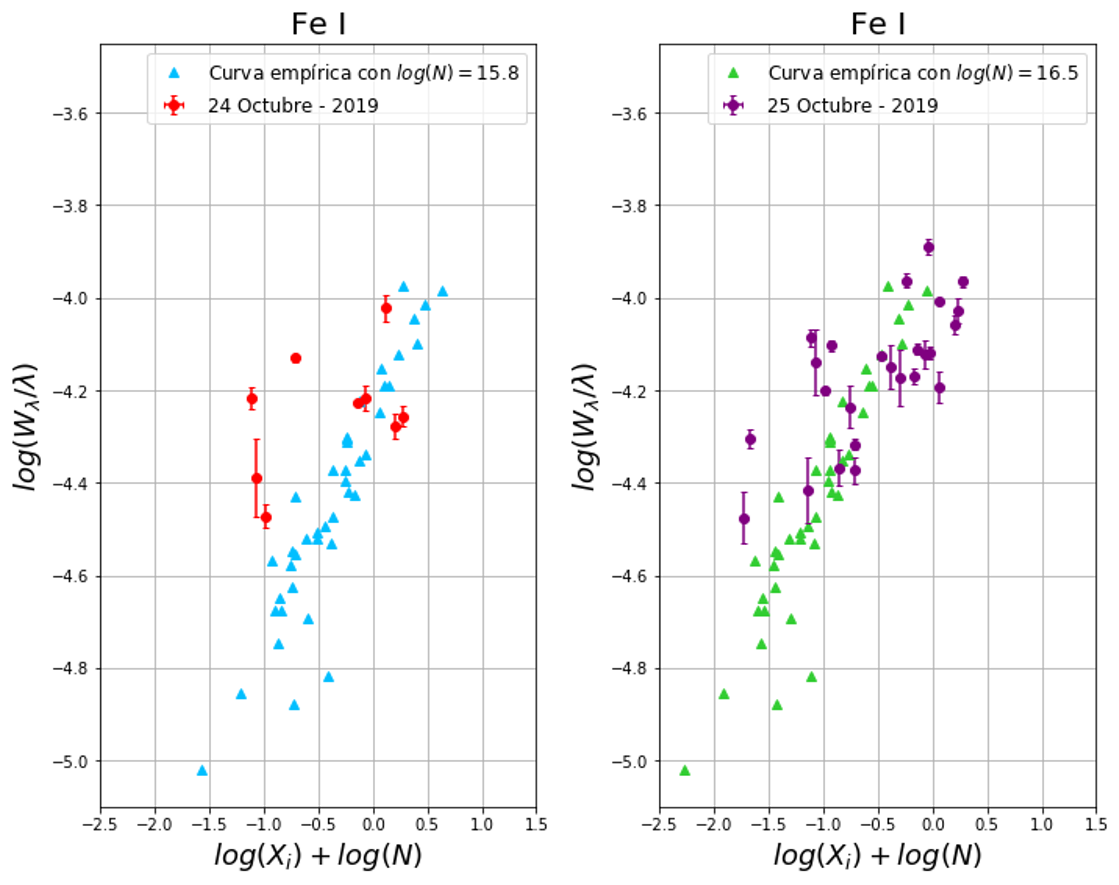 Fe I
Curva empírica con log(N) = 15.8
24 Octubre - 2019
−3.6
−3.8
−4.0
−4.2
−4.4
−4.6
−4.8
−5.0
log(W_λ/λ)
−2.5 −2.0 −1.5 −1.0 −0.5 0.0 0.5 1.0 1.5
log(X_i) + log(N)
Fe I
Curva empírica con log(N) = 16.5
25 Octubre - 2019
−3.6
−3.8
−4.0
−4.2
−4.4
−4.6
−4.8
−5.0
log(W_λ/λ)
−2.5 −2.0 −1.5 −1.0 −0.5 0.0 0.5 1.0 1.5
log(X_i) + log(N)